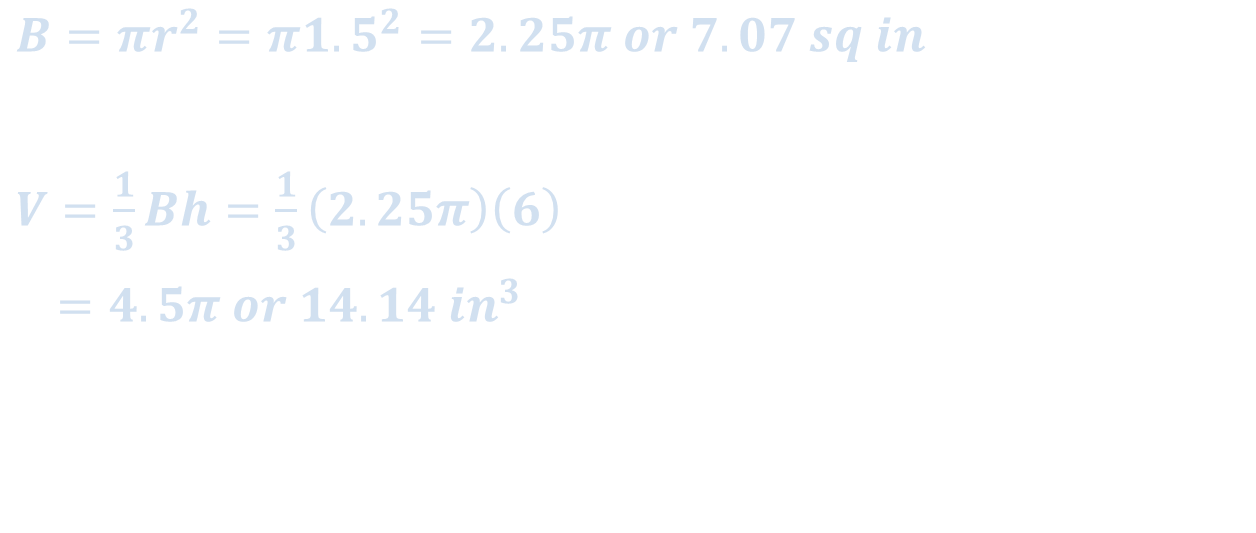 B = πr² = π1.5² = 2.25π or 7.07 sq in
V = 1/3 Bh = 1/3 (2.25π)(6)
= 4.5π or 14.14 in³